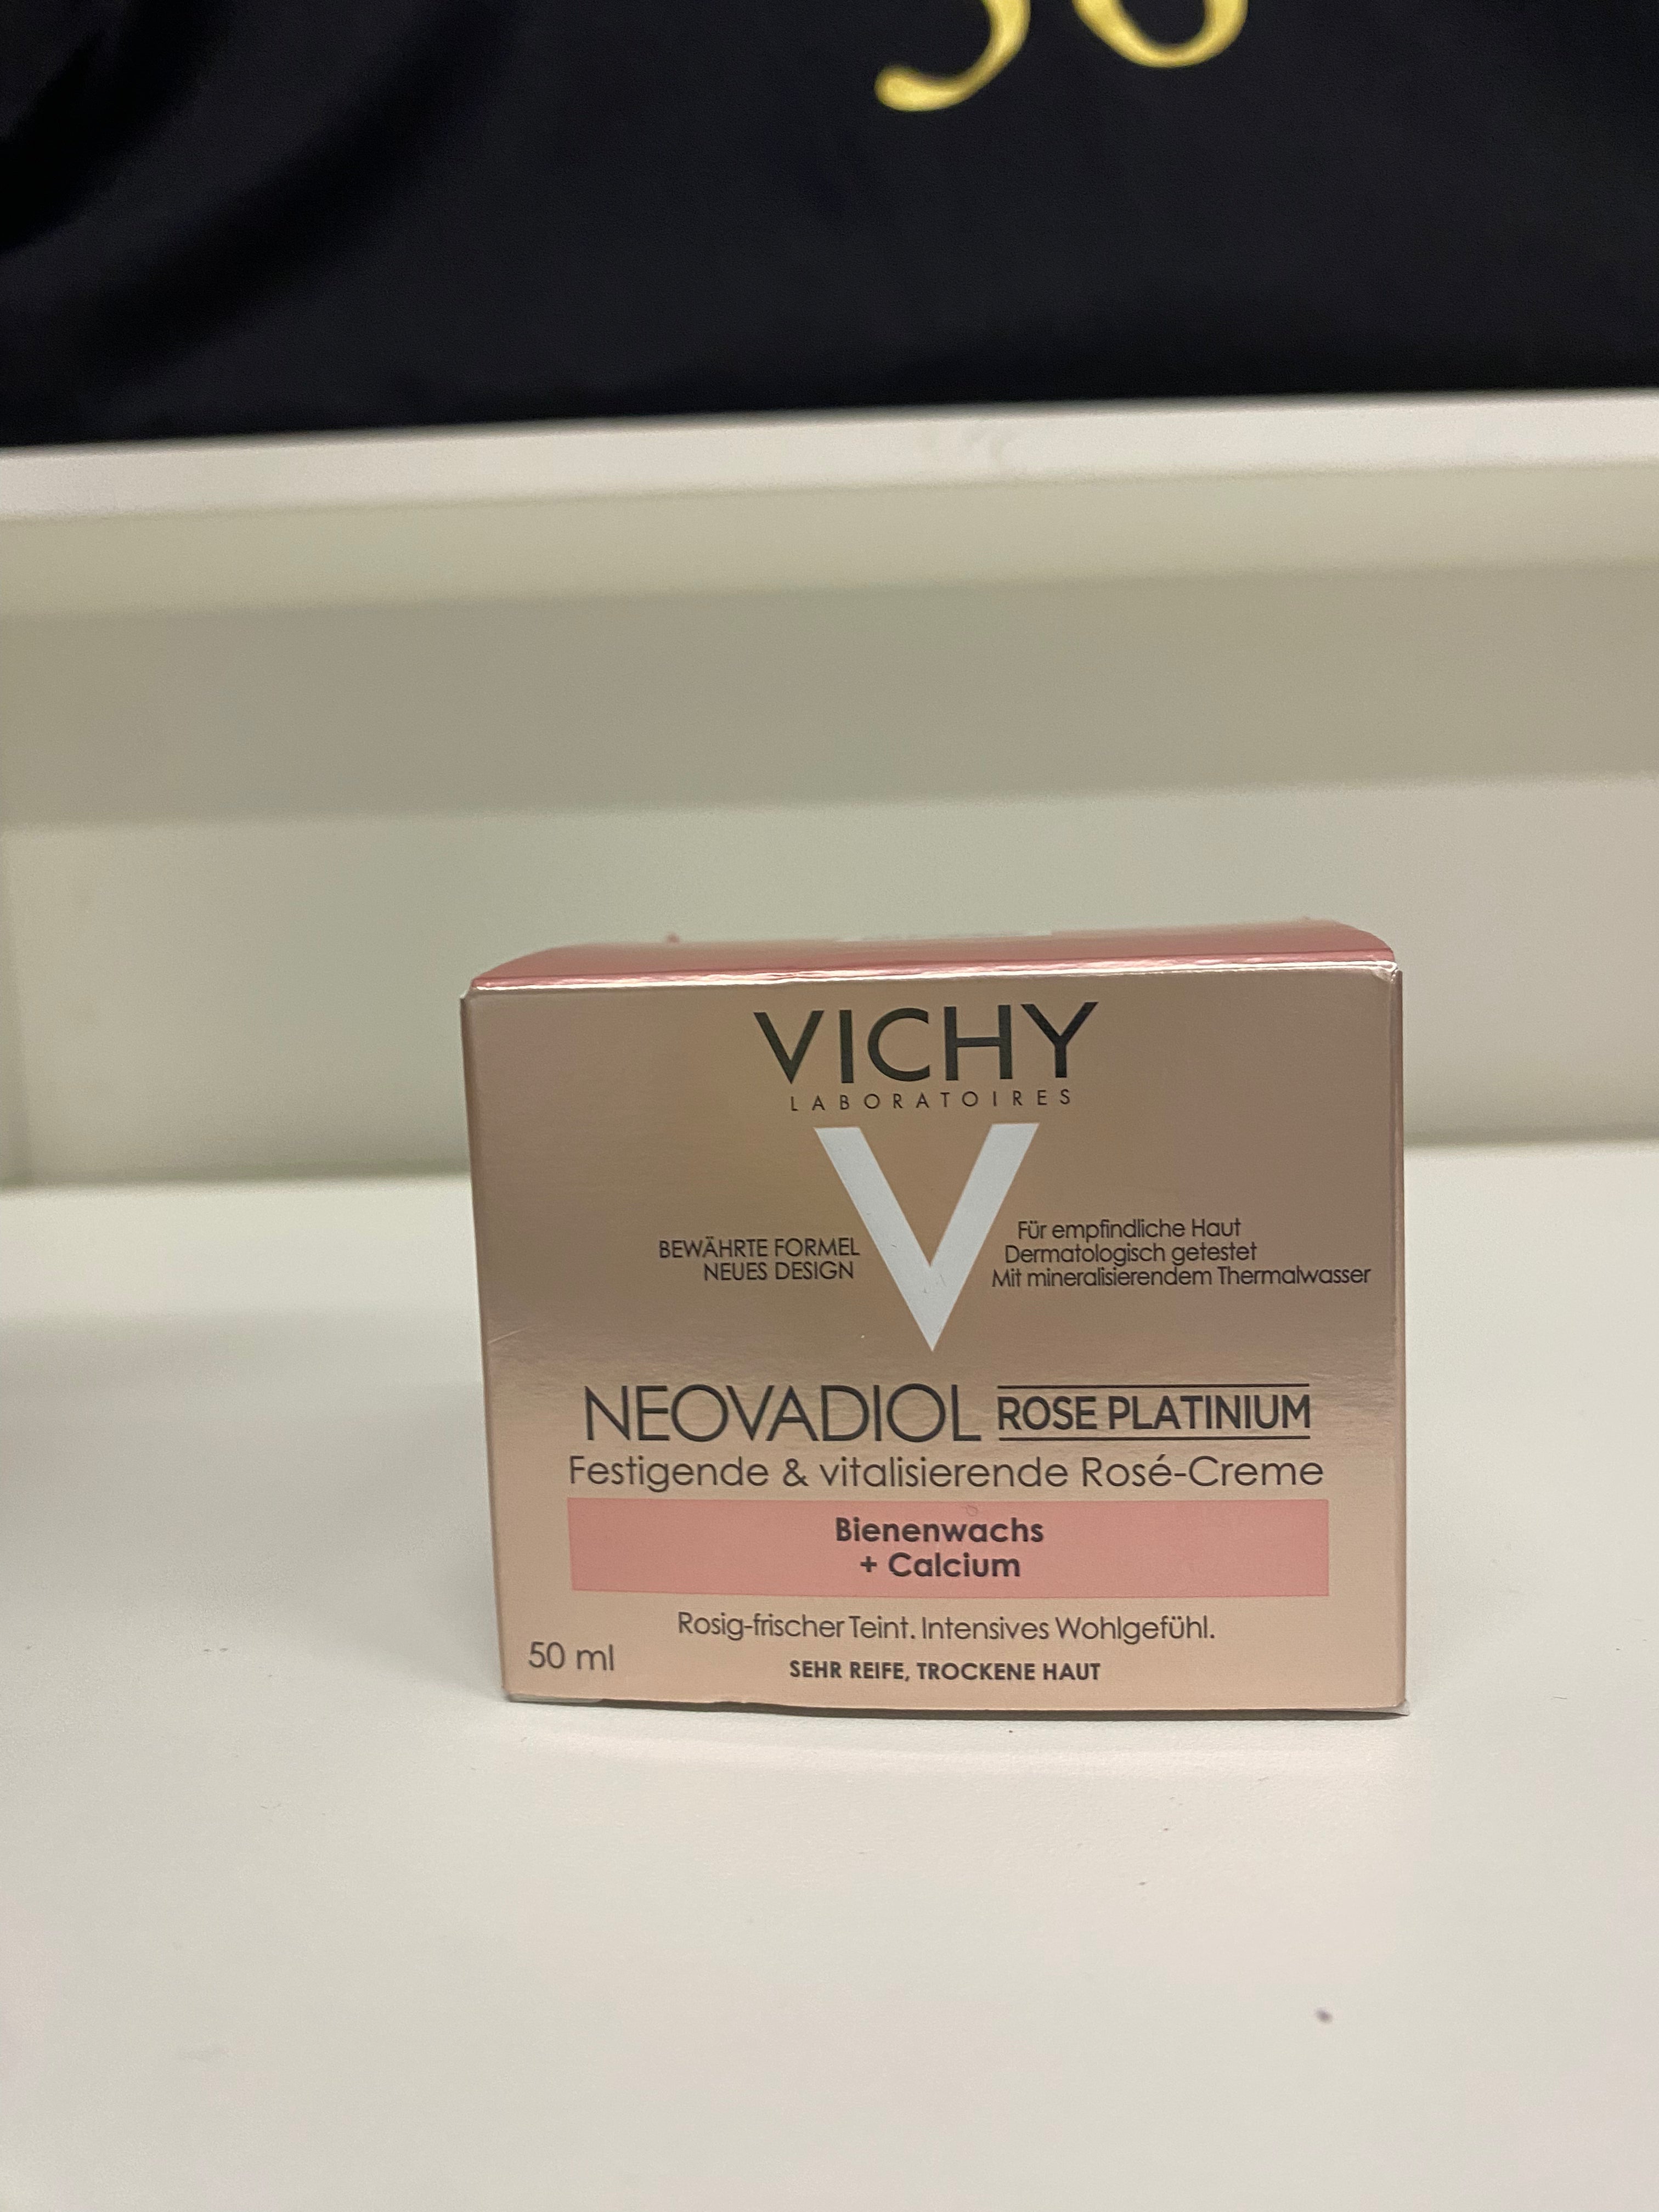 VICHY
LABORATOIRES
V
BEWÄHRTE FORMEL
NEUES DESIGN
Für empfindliche Haut
Dermatologisch getestet
Mit mineralisierendem Thermalwasser
NEOVADIOL ROSE PLATINIUM
Festigende & vitalisierende Rosé-Creme
Bienenwachs
+ Calcium
Rosig-frischer Teint. Intensives Wohlgefühl.
50 ml
SEHR REIFE, TROCKENE HAUT